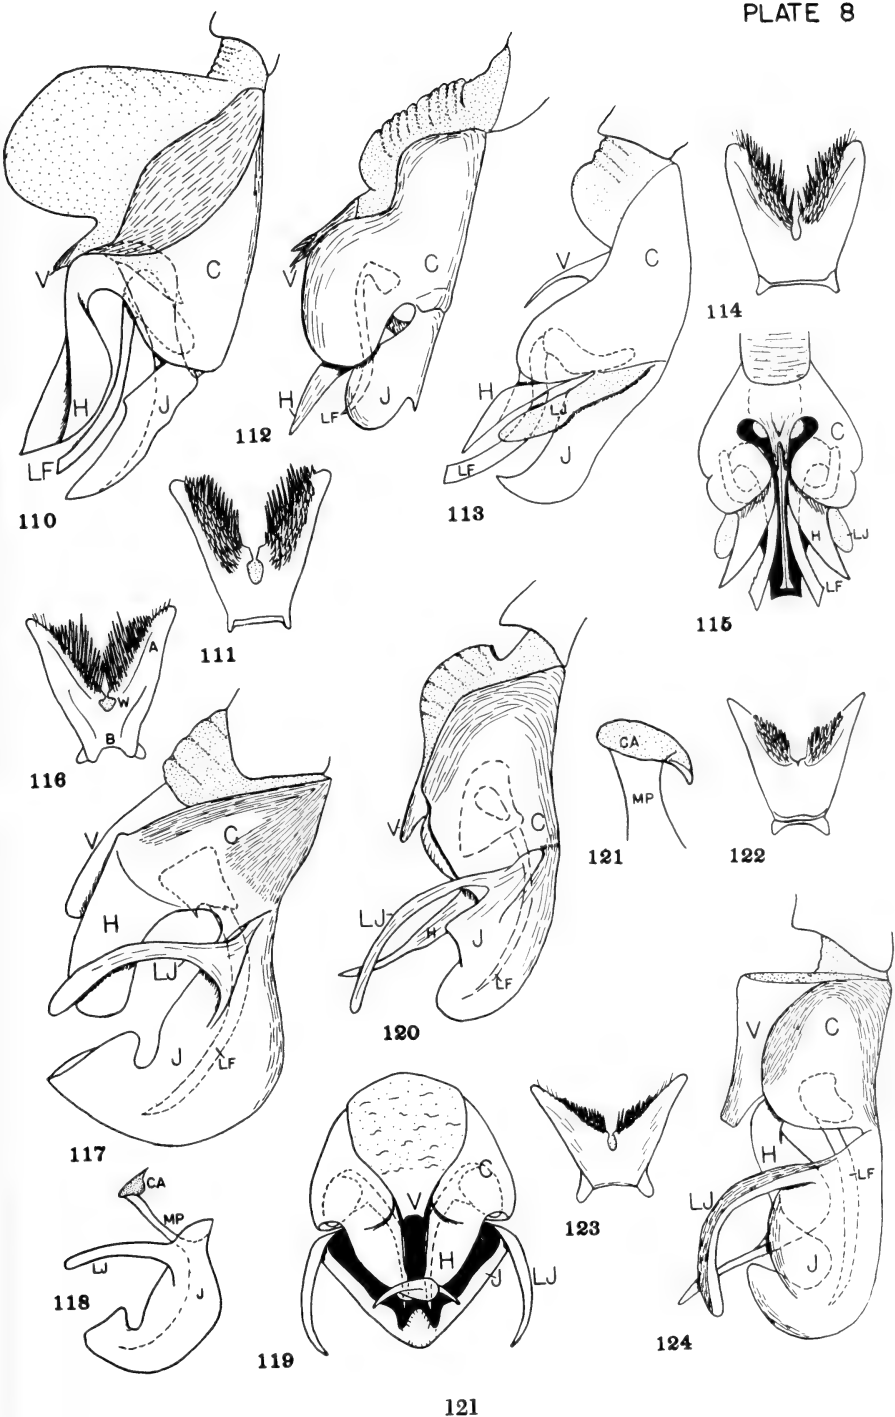 PLATE 8
V
C
H
J
LF
110
V
C
H
LF
J
112
V
C
H
LJ
LF
J
113
114
C
H
LJ
LF
115
111
A
W
B
116
V
C
H
LJ
J
LF
117
V
C
LJ
H
J
LF
120
CA
MP
121
122
CA
MP
LJ
J
118
V
C
H
J
LJ
119
123
V
C
H
LF
LJ
J
124
121